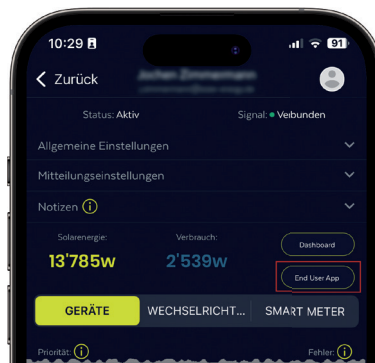 10:29
91
Zurück
Status: Aktiv
Signal: Verbunden
Allgemeine Einstellungen
Mitteilungseinstellungen
Notizen
Solarenergie:
Verbrauch:
Dashboard
13'785w
2'539w
End User App
GERÄTE
WECHSELRICHT...
SMART METER
Priorität:
Fehler: